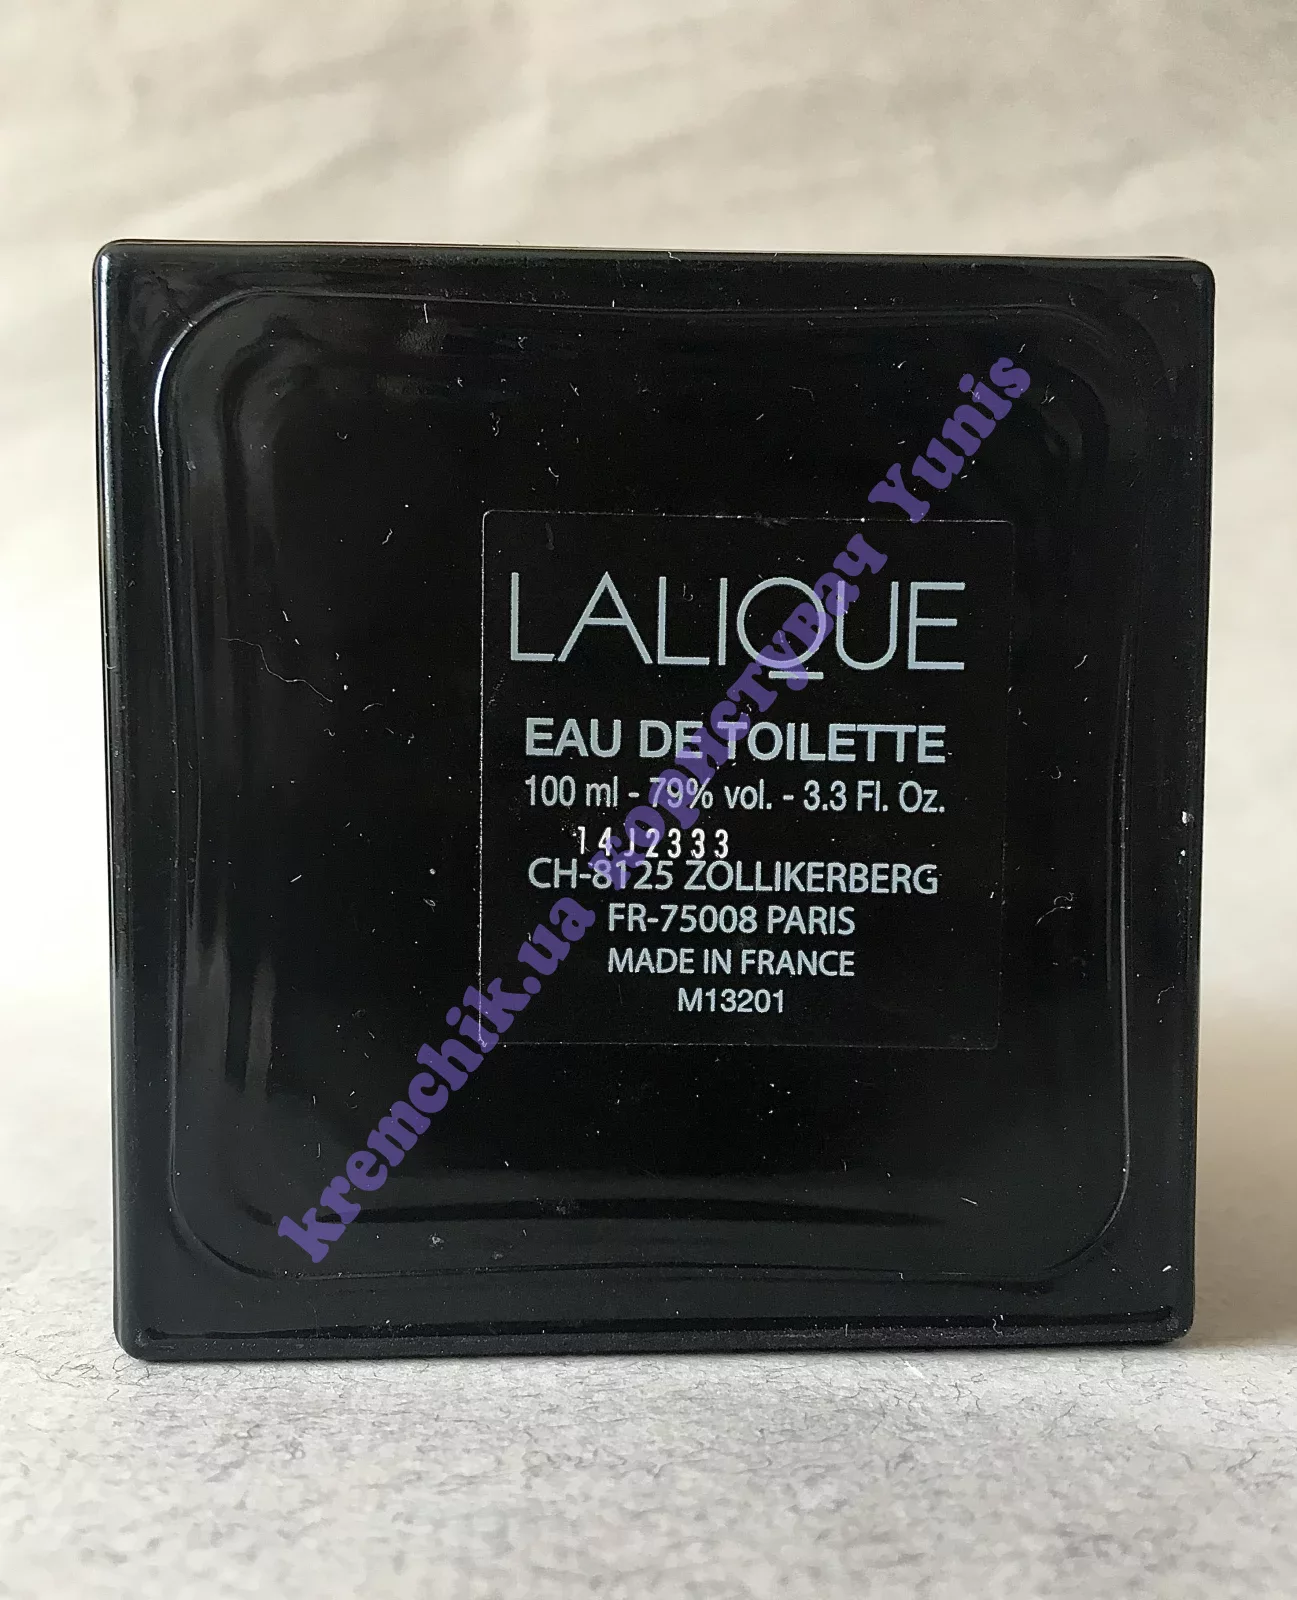 LALIQUE
EAU DE TOILETTE
100 ml - 79% vol. - 3.3 Fl. Oz.
14J2333
CH-8125 ZOLLIKERBERG
FR-75008 PARIS
MADE IN FRANCE
M13201
kremchik.ua користувач Yunis